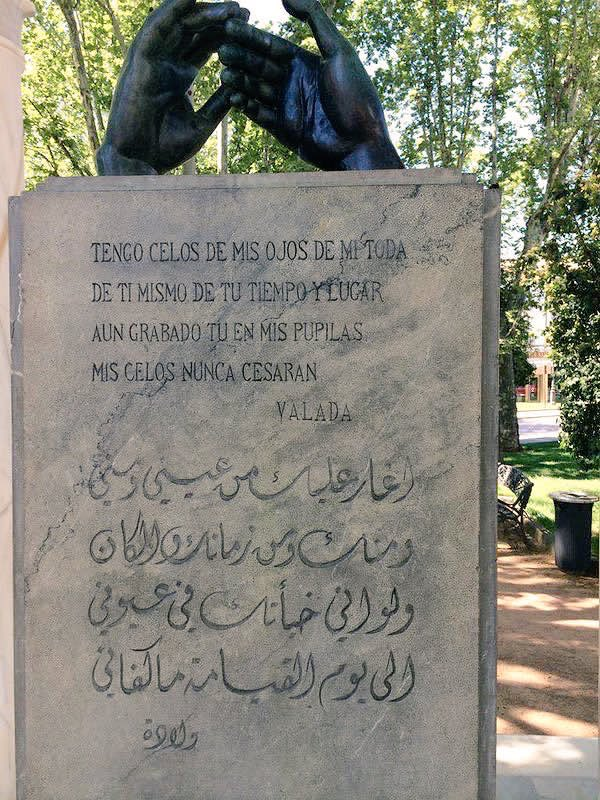 TENGO CELOS DE MIS OJOS DE MI TODA
DE TI MISMO DE TU TIEMPO Y LUGAR
AUN GRABADO TU EN MIS PUPILAS
MIS CELOS NUNCA CESARAN
VALADA
اغار عليك من عيني ومني
ومنك ومن زمانك والمكان
ولو اني خبأتك في عيوني
الى يوم القيامة ما كفاني
ولادة